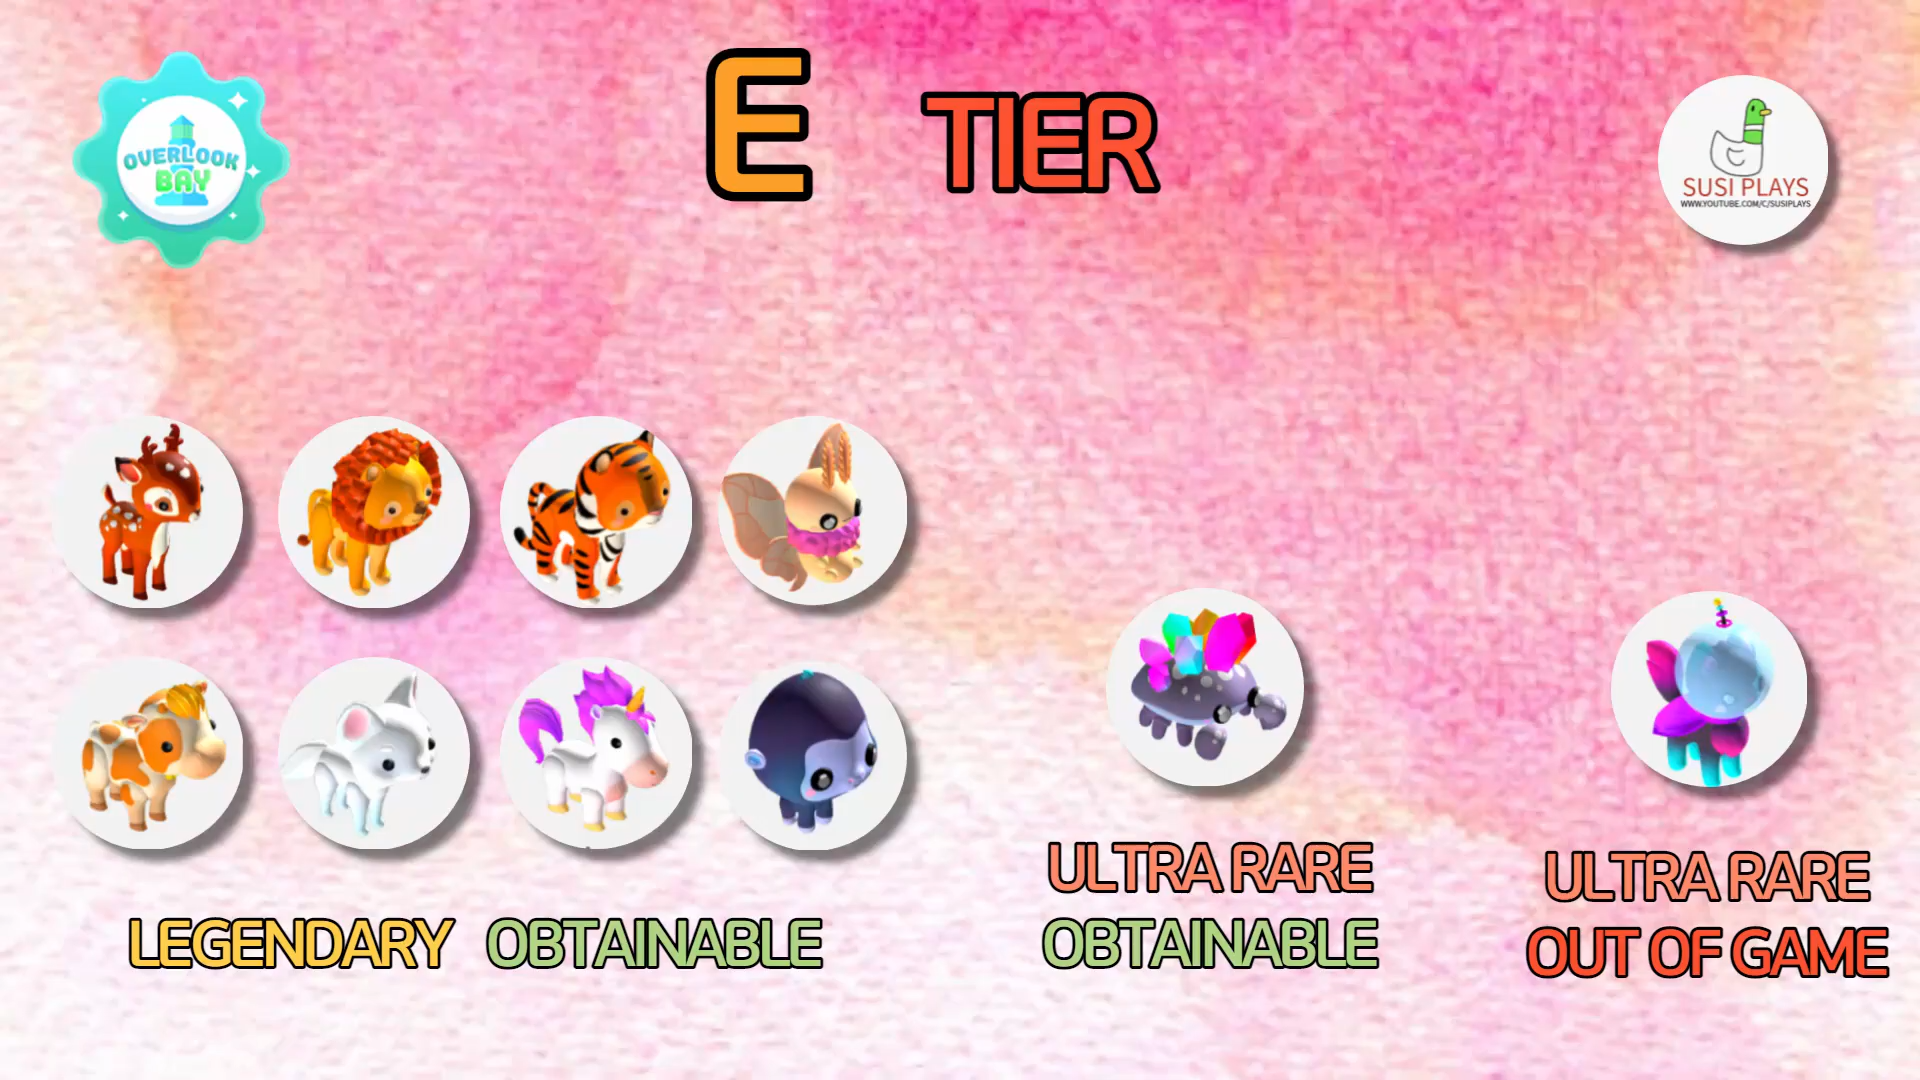 E TIER
OVERLOOK
BAY
SUSI PLAYS
WWW.YOUTUBE.COM/C/SUSIPLAYS
LEGENDARY OBTAINABLE
ULTRA RARE
OBTAINABLE
ULTRA RARE
OUT OF GAME